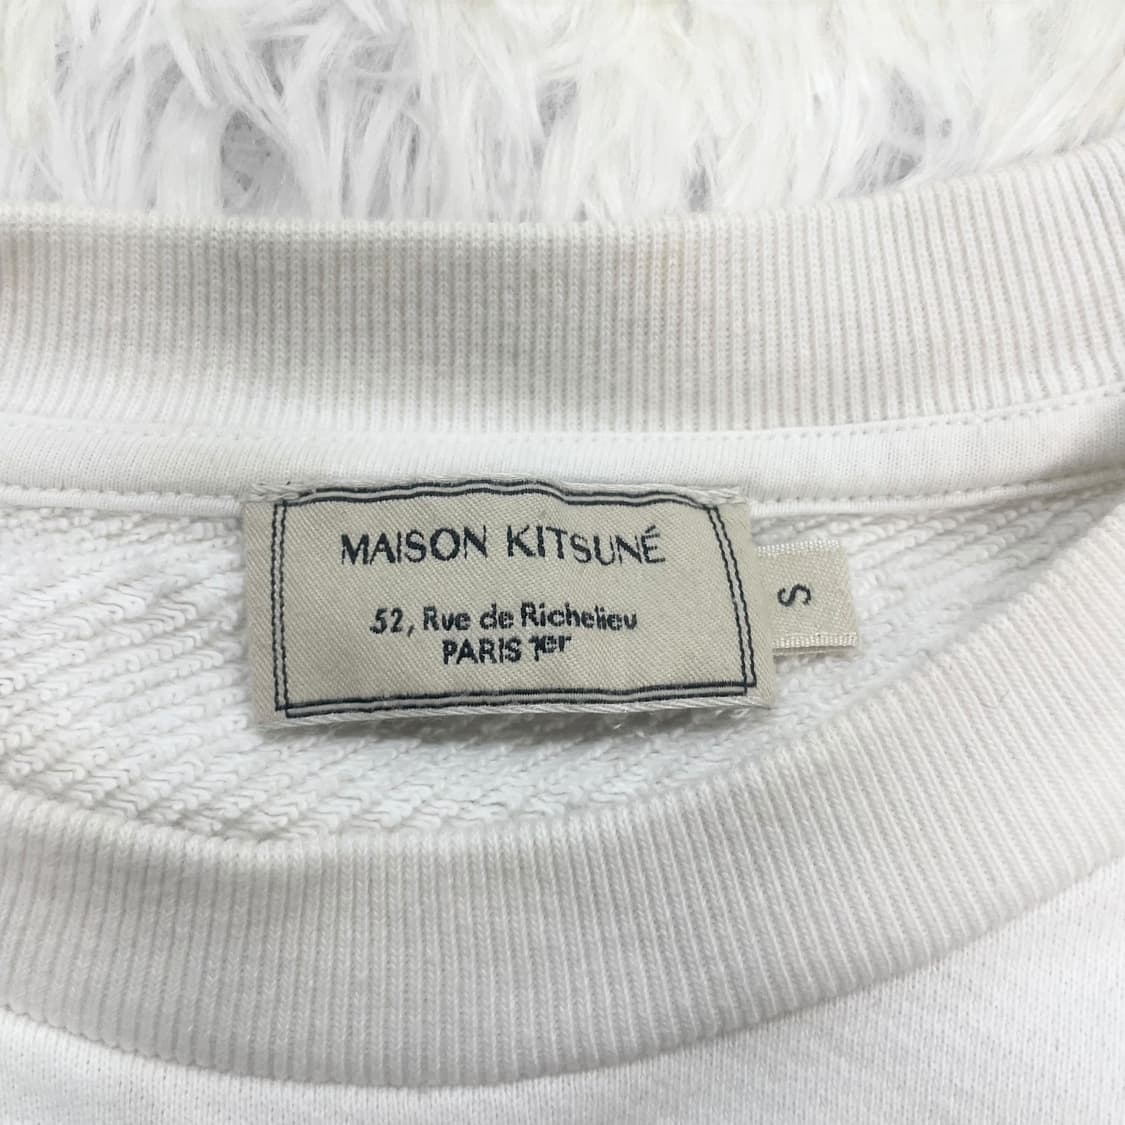 MAISON KITSUNÉ
52, Rue de Richelieu
PARIS 1er
S